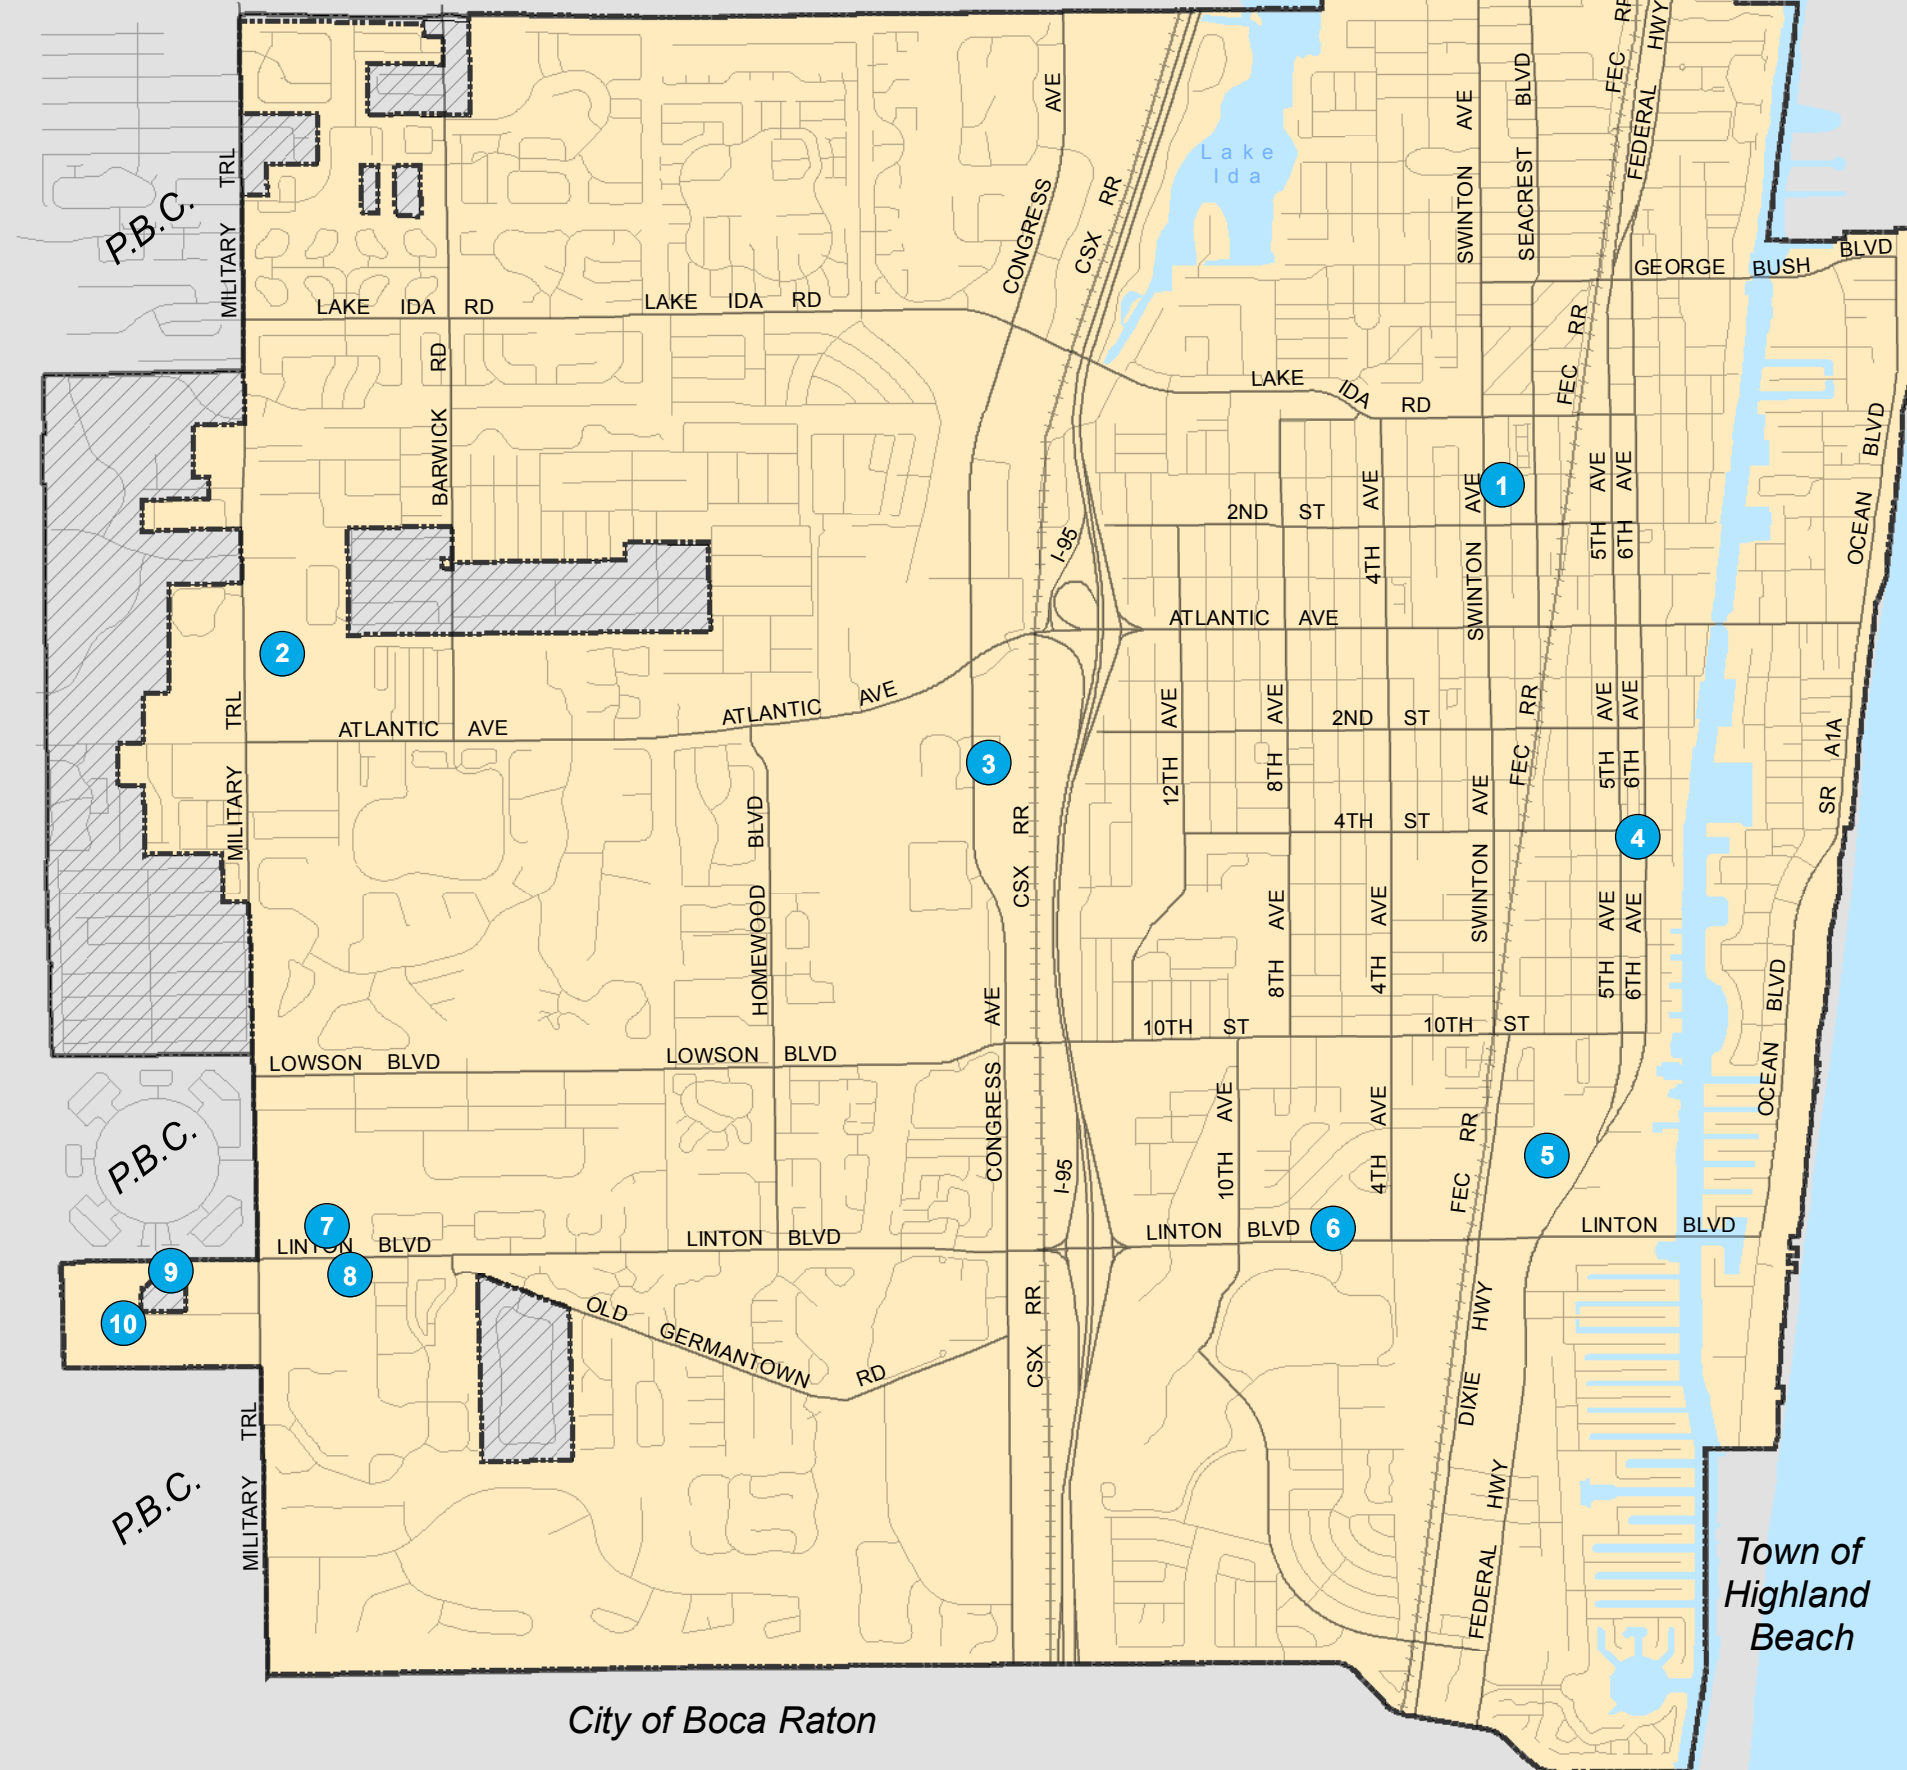 FEC
RR
HWY
FEDERAL
AVE
SWINTON
BLVD
SEACREST
AVE
CONGRESS
RR
CSX
Lake
Ida
TRL
MILITARY
P.B.C.
GEORGE BUSH BLVD
LAKE IDA RD
LAKE IDA RD
RD
BARWICK
LAKE IDA RD
RR
FEC
BLVD
OCEAN
1
AVE
SWINTON
AVE
4TH
AVE
5TH
AVE
6TH
2ND ST
I-95
ATLANTIC AVE
2
TRL
MILITARY
ATLANTIC AVE
ATLANTIC AVE
3
AVE
12TH
AVE
8TH
2ND ST
RR
FEC
AVE
5TH
AVE
6TH
A1A
SR
BLVD
HOMEWOOD
RR
CSX
4TH ST
AVE
SWINTON
4
AVE
8TH
AVE
4TH
AVE
5TH
AVE
6TH
BLVD
OCEAN
AVE
CONGRESS
10TH ST
10TH ST
LOWSON BLVD
LOWSON BLVD
P.B.C.
AVE
10TH
AVE
4TH
RR
FEC
5
I-95
7
LINTON BLVD
LINTON BLVD
LINTON BLVD
6
LINTON BLVD
8
9
10
OLD GERMANTOWN RD
RR
CSX
HWY
DIXIE
HWY
FEDERAL
TRL
MILITARY
P.B.C.
Town of
Highland
Beach
City of Boca Raton